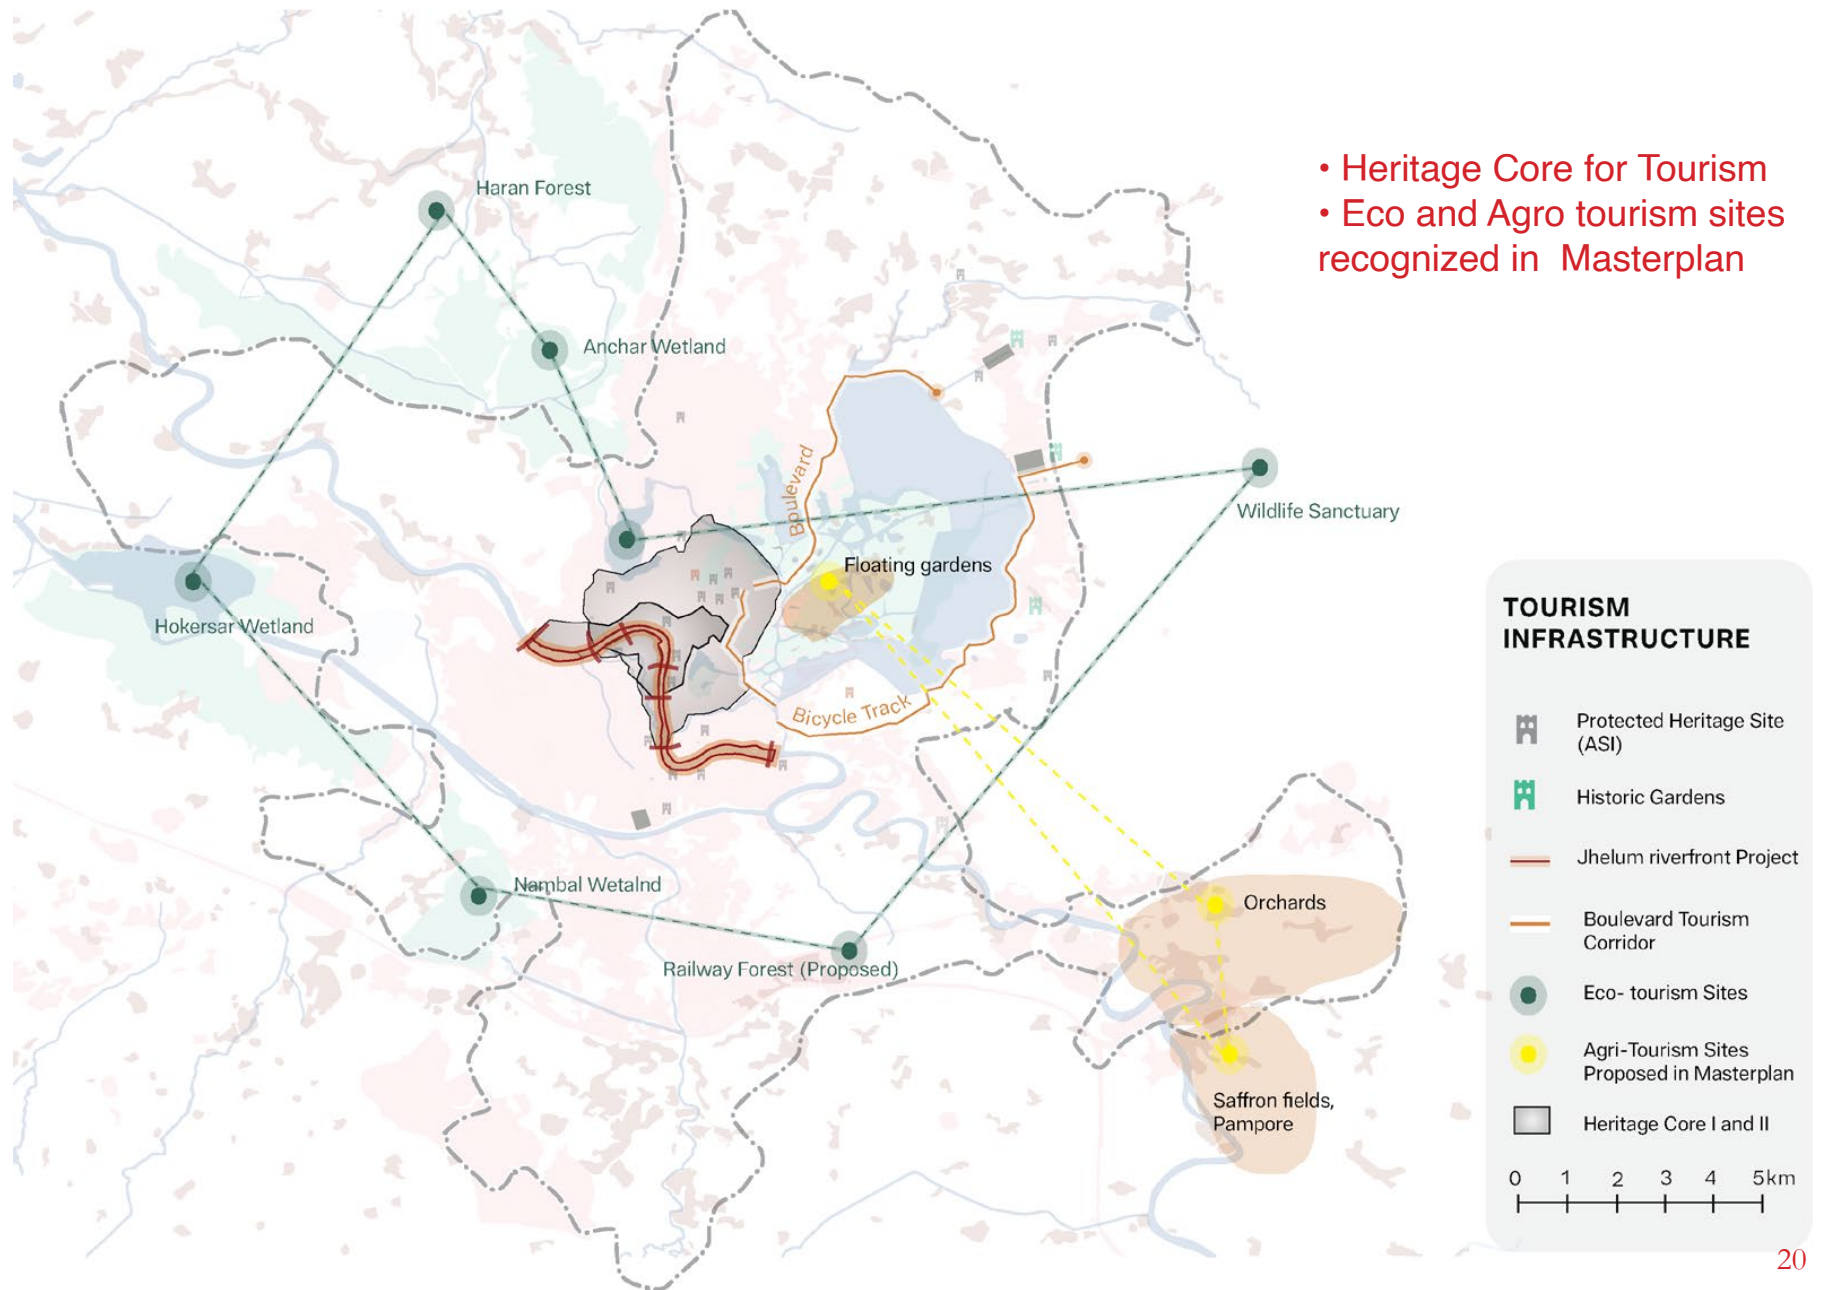 • Heritage Core for Tourism
• Eco and Agro tourism sites
recognized in  Masterplan
Haran Forest
Anchar Wetland
Boulevard
Wildlife Sanctuary
Floating gardens
Hokersar Wetland
Bicycle Track
Nambal Wetalnd
Orchards
Railway Forest (Proposed)
Saffron fields,
Pampore
TOURISM
INFRASTRUCTURE
Protected Heritage Site
(ASI)
Historic Gardens
Jhelum riverfront Project
Boulevard Tourism
Corridor
Eco- tourism Sites
Agri-Tourism Sites
Proposed in Masterplan
Heritage Core I and II
0 1 2 3 4 5km
20